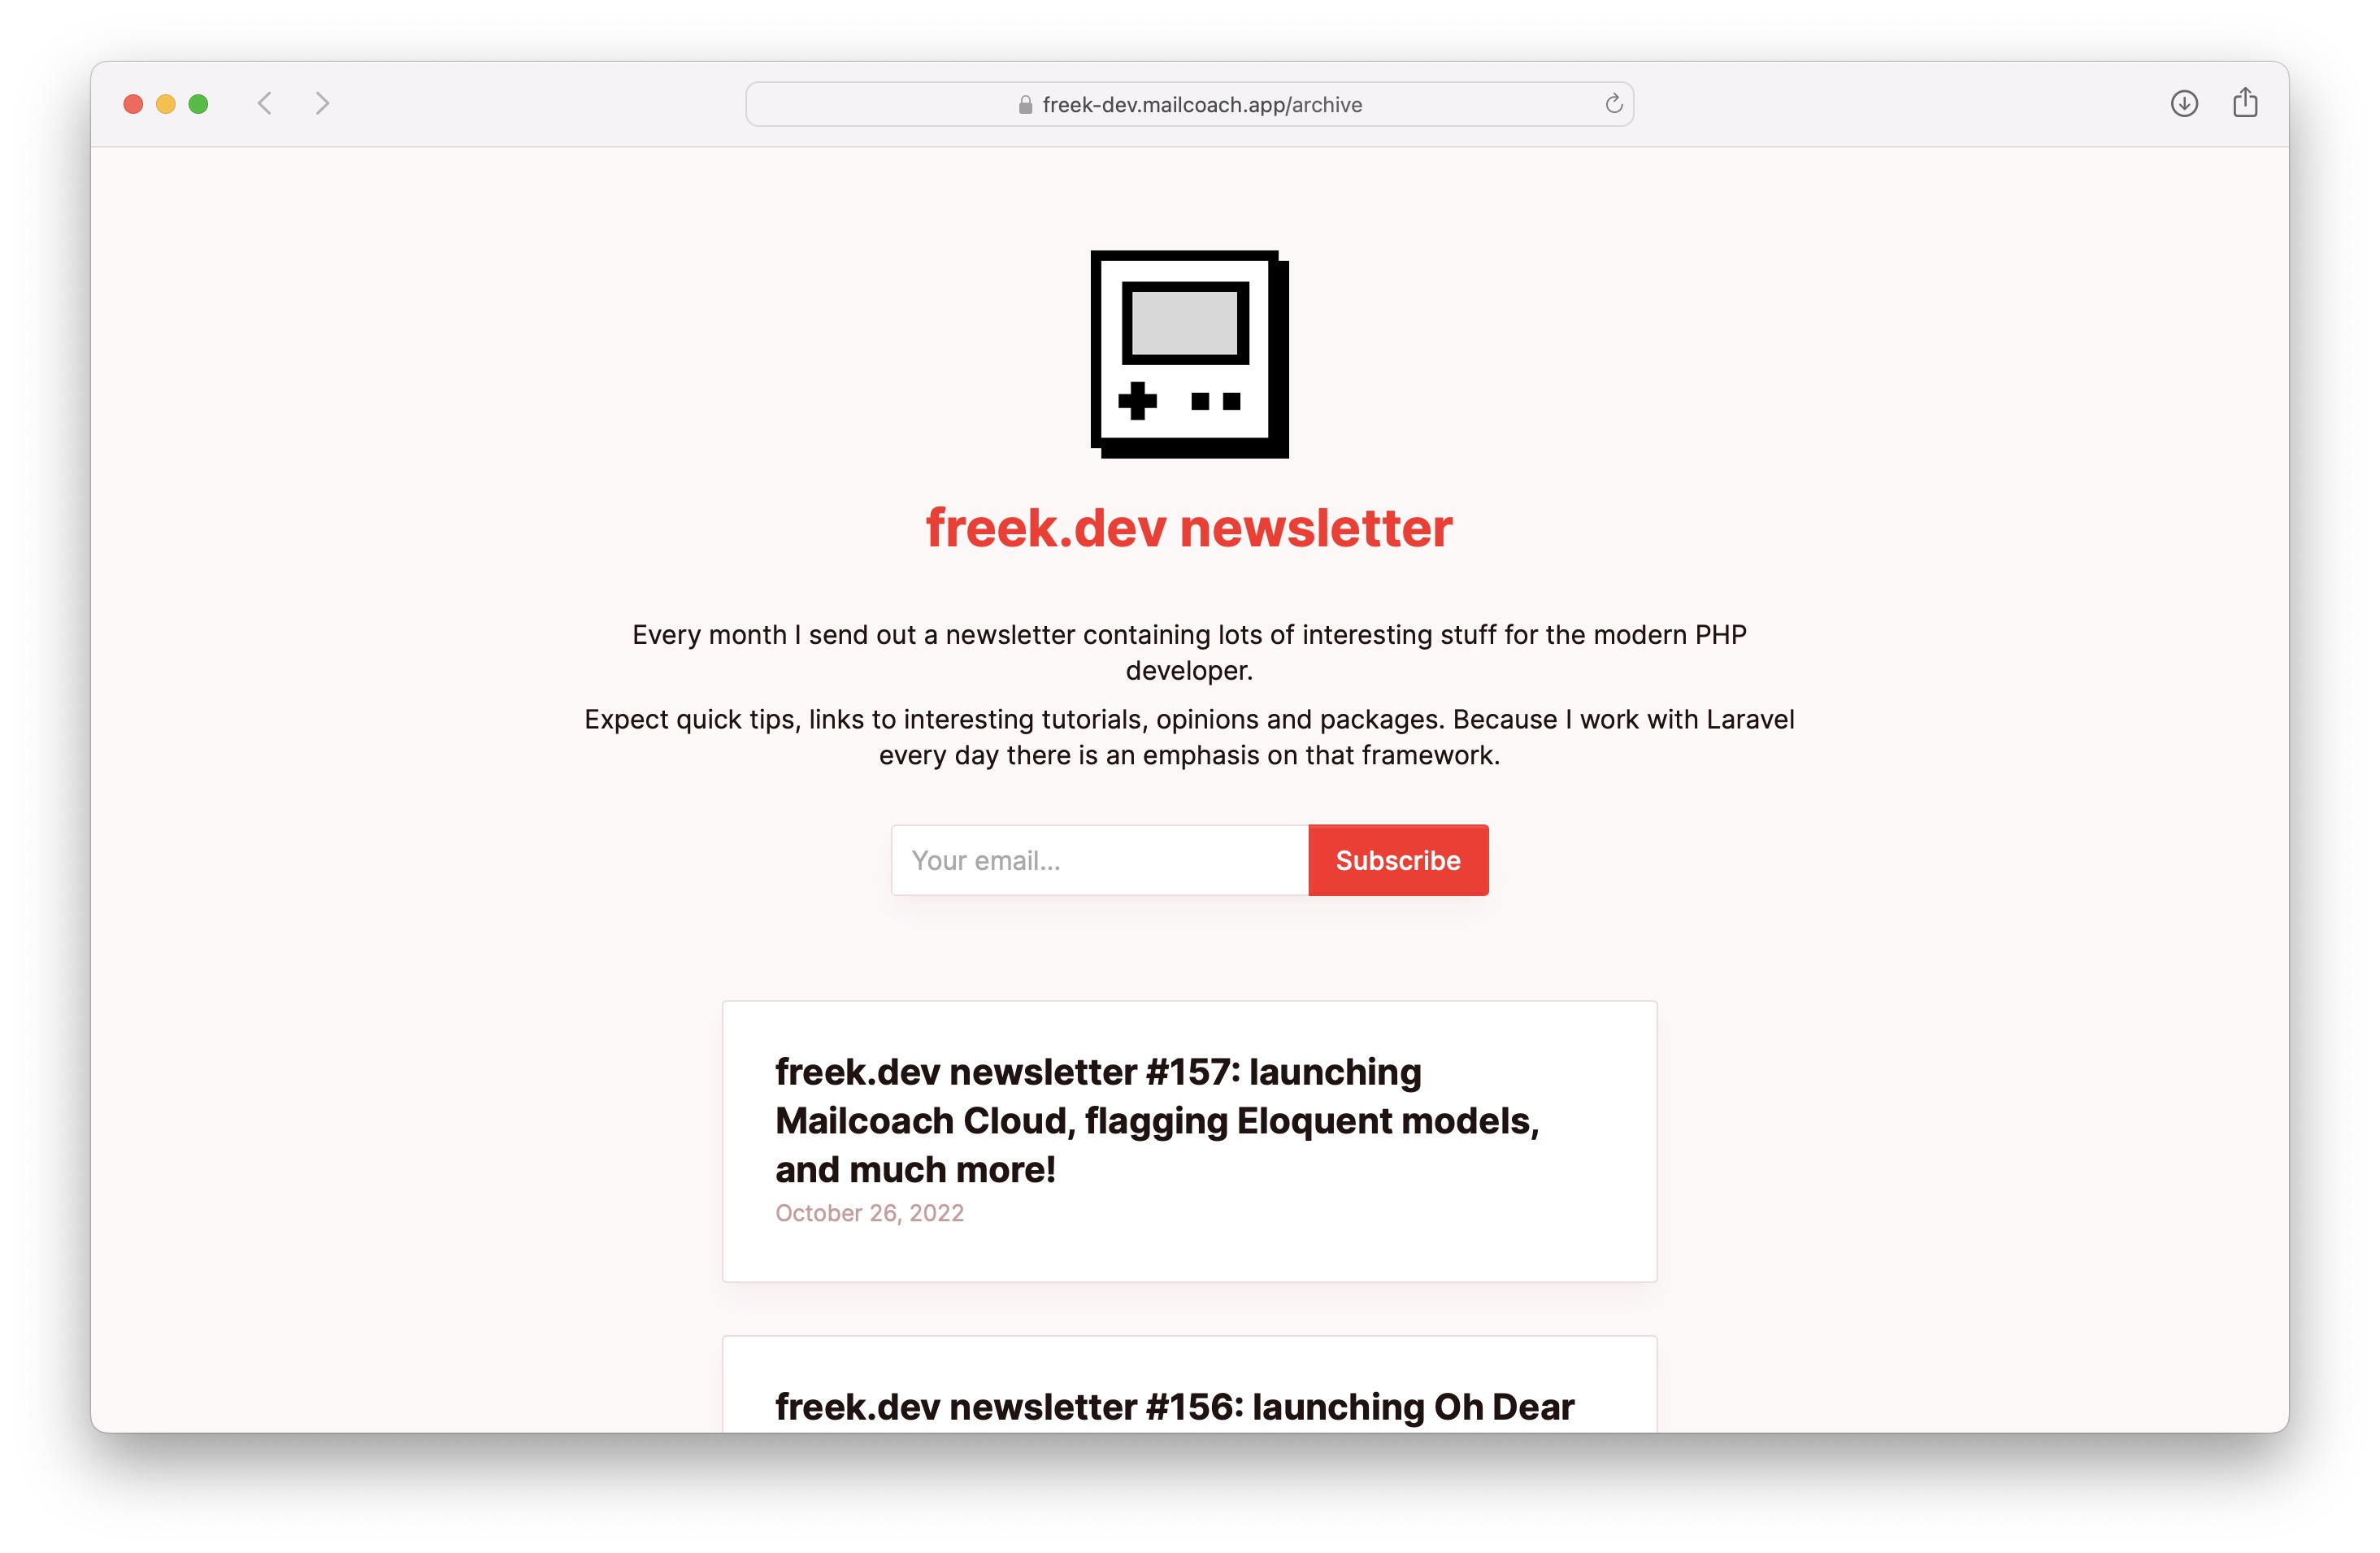 freek-dev.mailcoach.app/archive
freek.dev newsletter
Every month I send out a newsletter containing lots of interesting stuff for the modern PHP
developer.
Expect quick tips, links to interesting tutorials, opinions and packages. Because I work with Laravel
every day there is an emphasis on that framework.
Your email...
Subscribe
freek.dev newsletter #157: launching
Mailcoach Cloud, flagging Eloquent models,
and much more!
October 26, 2022
freek.dev newsletter #156: launching Oh Dear